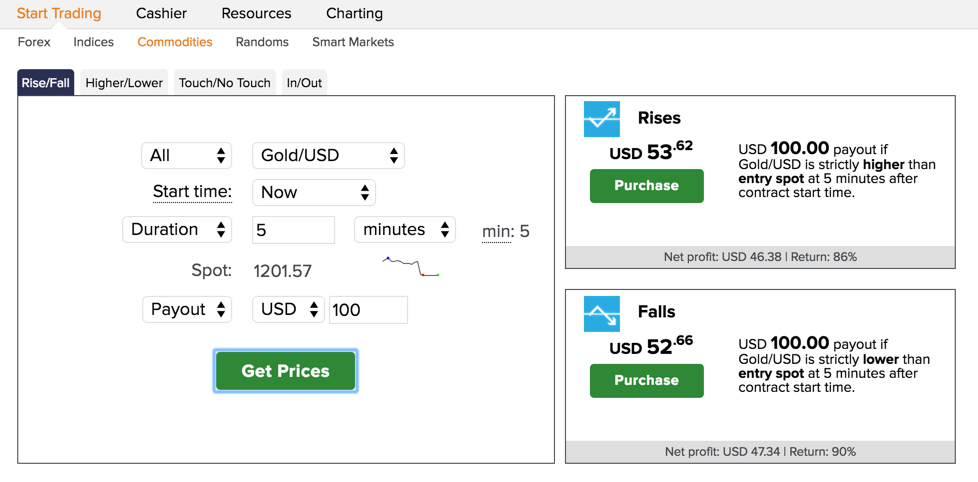 Start Trading Cashier Resources Charting
Forex Indices Commodities Randoms Smart Markets
Rise/Fall Higher/Lower Touch/No Touch In/Out
All Gold/USD
Start time: Now
Duration 5 minutes min: 5
Spot: 1201.57
Payout USD 100
Get Prices
Rises
USD 53.62
Purchase
USD 100.00 payout if
Gold/USD is strictly higher than
entry spot at 5 minutes after
contract start time.
Net profit: USD 46.38 | Return: 86%
Falls
USD 52.66
Purchase
USD 100.00 payout if
Gold/USD is strictly lower than
entry spot at 5 minutes after
contract start time.
Net profit: USD 47.34 | Return: 90%